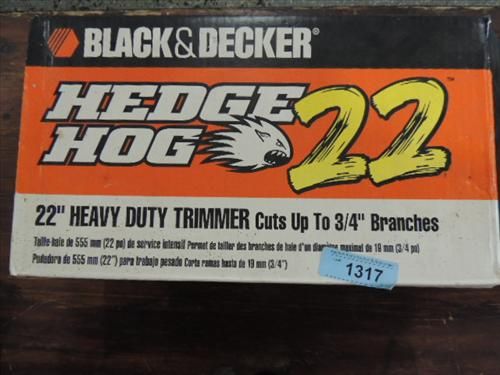 BLACK&DECKER®
HEDGE
HOG
22™
22" HEAVY DUTY TRIMMER Cuts Up To 3/4" Branches
Taille-haie de 555 mm (22 po) de service intensif Permet de tailler des branches de haie d'un diamètre maximal de 19 mm (3/4 po)
Podadora de 555 mm (22") para trabajo pesado Corta ramas hasta de 19 mm (3/4")
1317